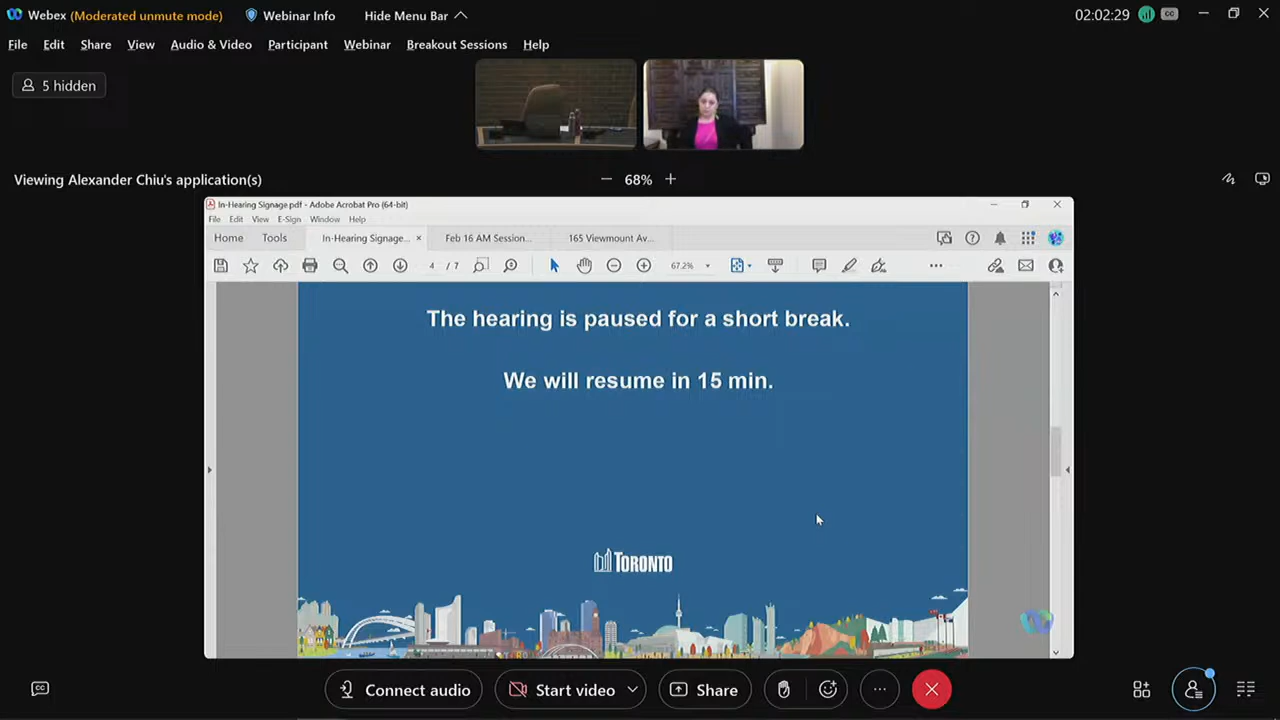 Webex (Moderated unmute mode) Webinar Info Hide Menu Bar 02:02:29 CC
File Edit Share View Audio & Video Participant Webinar Breakout Sessions Help
5 hidden
Viewing Alexander Chiu's application(s) 68%
In-Hearing Signage.pdf - Adobe Acrobat Pro (64-bit)
File Edit View E-Sign Window Help
Home Tools In-Hearing Signage... Feb 16 AM Session... 165 Viewmount Av...
4 / 7 67.2%
The hearing is paused for a short break.
We will resume in 15 min.
TORONTO
Connect audio Start video Share